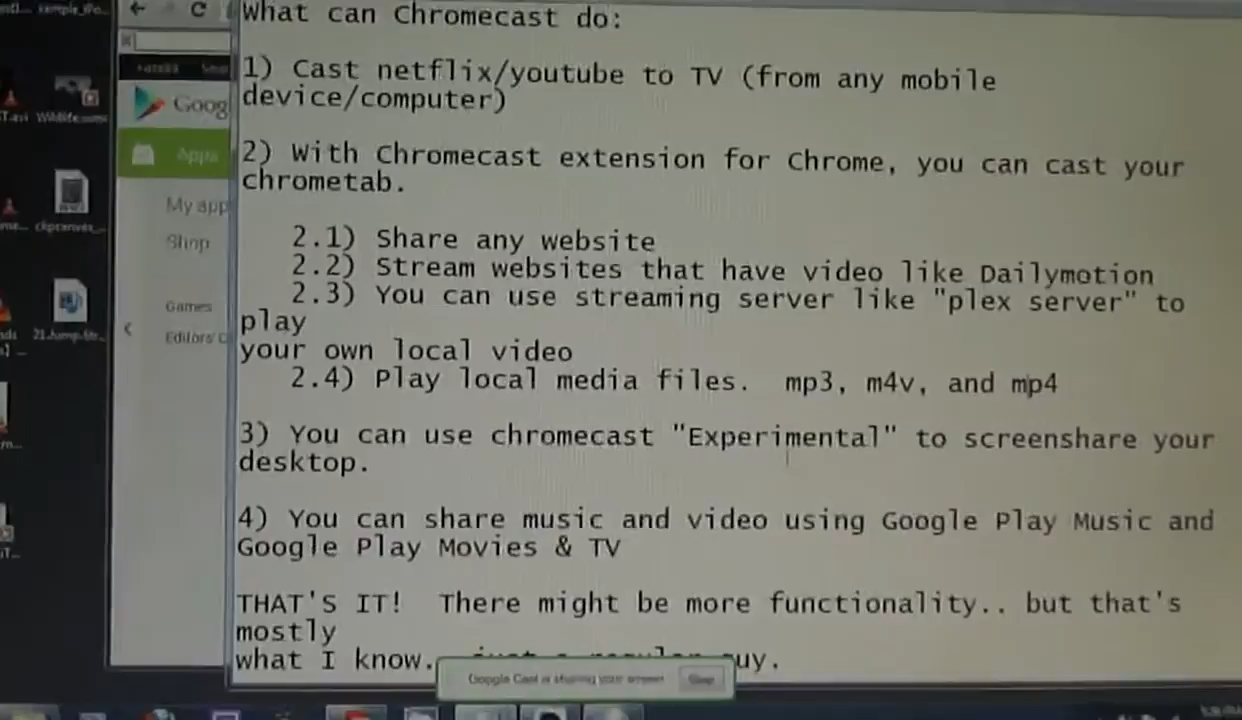 What can Chromecast do:
1) Cast netflix/youtube to TV (from any mobile
device/computer)
2) With Chromecast extension for Chrome, you can cast your
chrometab.
2.1) Share any website
2.2) Stream websites that have video like Dailymotion
2.3) You can use streaming server like "plex server" to
play
your own local video
2.4) Play local media files.  mp3, m4v, and mp4
3) You can use chromecast "Experimental" to screenshare your
desktop.
4) You can share music and video using Google Play Music and
Google Play Movies & TV
THAT'S IT!  There might be more functionality.. but that's
mostly
what I know.
Google Cast is sharing your screen
Stop
Goog
Apps
My app
Shop
Games
Editors' C